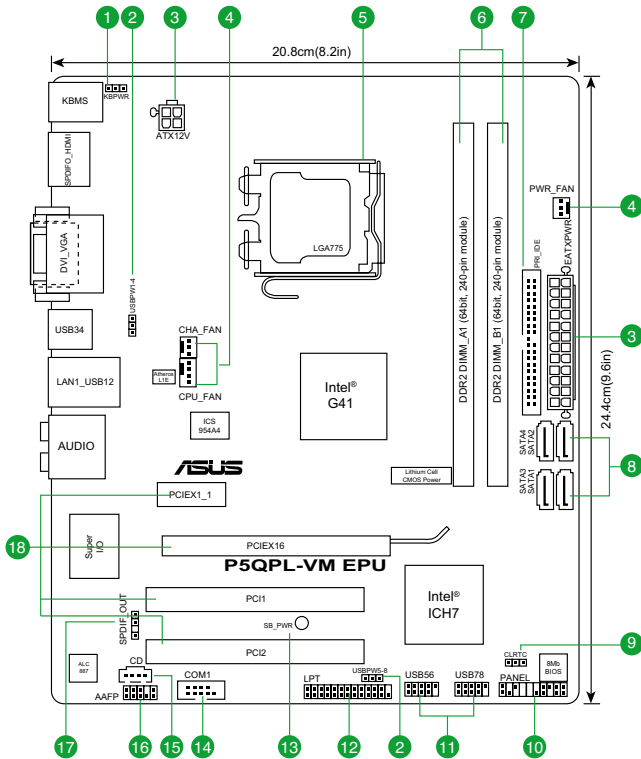 1
2
3
4
5
6
20.8cm(8.2in)
7
KBMS
KBPWR
ATX12V
SPDIFO_HDMI
LGA775
PWR_FAN
4
DVI_VGA
USBPW1-4
DDR2 DIMM_A1 (64bit, 240-pin module)
DDR2 DIMM_B1 (64bit, 240-pin module)
PRI_IDE
EATXPWR
USB34
CHA_FAN
3
24.4cm(9.6in)
LAN1_USB12
Atheros
L1E
CPU_FAN
Intel®
G41
ICS
954A4
AUDIO
SATA4
SATA2
ASUS
Lithium Cell
CMOS Power
8
SATA3
SATA1
PCIEX1_1
Super
I/O
18
PCIEX16
P5QPL-VM EPU
Intel®
ICH7
PCI1
SPDIF_OUT
SB_PWR
17
PCI2
9
CLRTC
ALC
887
CD
USBPW5-8
8Mb
BIOS
AAFP
COM1
LPT
USB56
USB78
PANEL
16
15
14
13
12
2
11
10